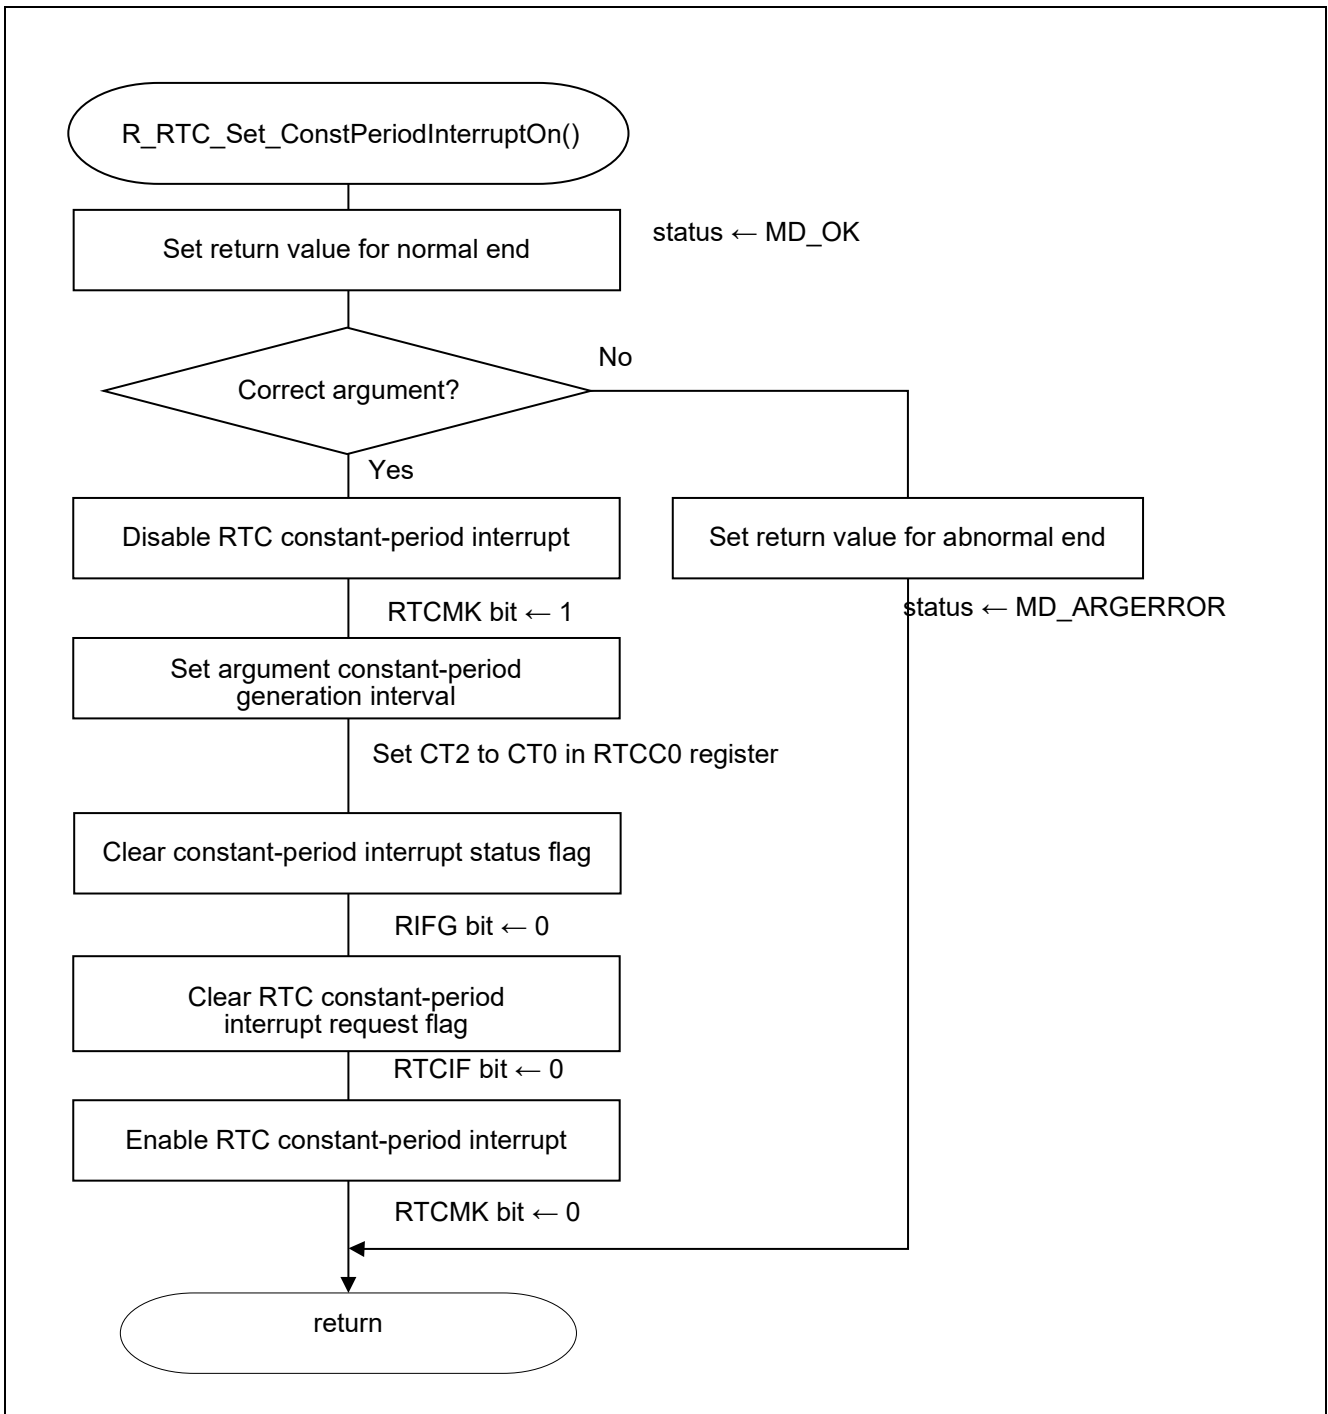 R_RTC_Set_ConstPeriodInterruptOn()
Set return value for normal end
status ← MD_OK
Correct argument?
No
Yes
Disable RTC constant-period interrupt
Set return value for abnormal end
RTCMK bit ← 1
status ← MD_ARGERROR
Set argument constant-period
generation interval
Set CT2 to CT0 in RTCC0 register
Clear constant-period interrupt status flag
RIFG bit ← 0
Clear RTC constant-period
interrupt request flag
RTCIF bit ← 0
Enable RTC constant-period interrupt
RTCMK bit ← 0
return